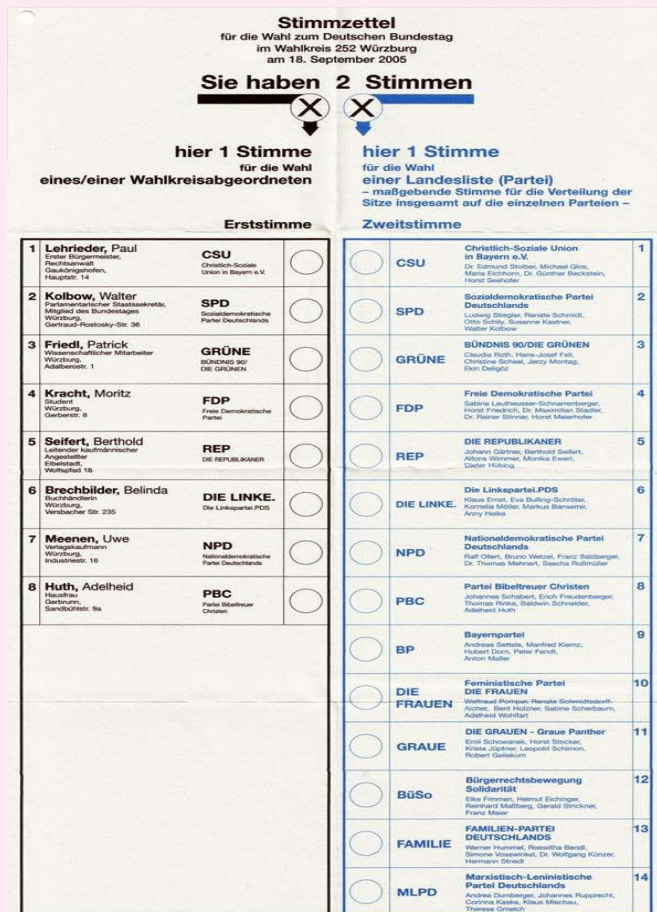 Stimmzettel
für die Wahl zum Deutschen Bundestag
im Wahlkreis 252 Würzburg
am 18. September 2005
Sie haben 2 Stimmen
X X
hier 1 Stimme
für die Wahl
eines/einer Wahlkreisabgeordneten
Erststimme
hier 1 Stimme
für die Wahl
einer Landesliste (Partei)
– maßgebende Stimme für die Verteilung der
Sitze insgesamt auf die einzelnen Parteien –
Zweitstimme
1 Lehrieder, Paul
Erster Bürgermeister,
Rechtsanwalt
Gaukönigshofen,
Hauptstr. 14
CSU
Christlich-Soziale
Union in Bayern e.V.
2 Kolbow, Walter
Parlamentarischer Staatssekretär,
Mitglied des Bundestages
Würzburg,
Gertraud-Rostosky-Str. 36
SPD
Sozialdemokratische
Partei Deutschlands
3 Friedl, Patrick
Wissenschaftlicher Mitarbeiter
Würzburg,
Adalberostr. 1
GRÜNE
BÜNDNIS 90/
DIE GRÜNEN
4 Kracht, Moritz
Student
Würzburg,
Gerberstr. 8
FDP
Freie Demokratische
Partei
5 Seifert, Berthold
Leitender kaufmännischer
Angestellter
Eibelstadt,
Wolfspfad 18
REP
DIE REPUBLIKANER
6 Brechbilder, Belinda
Buchhändlerin
Würzburg,
Versbacher Str. 235
DIE LINKE.
Die Linkspartei.PDS
7 Meenen, Uwe
Verlagskaufmann
Würzburg,
Industriestr. 16
NPD
Nationaldemokratische
Partei Deutschlands
8 Huth, Adelheid
Hausfrau
Gerbrunn,
Sandbühlstr. 9a
PBC
Partei Bibeltreuer
Christen
CSU
Christlich-Soziale Union 1
in Bayern e.V.
Dr. Edmund Stoiber, Michael Glos,
Maria Eichhorn, Dr. Günther Beckstein,
Horst Seehofer
SPD
Sozialdemokratische Partei 2
Deutschlands
Ludwig Stiegler, Renate Schmidt,
Otto Schily, Susanne Kastner,
Walter Kolbow
GRÜNE
BÜNDNIS 90/DIE GRÜNEN 3
Claudia Roth, Hans-Josef Fell,
Christine Scheel, Jerzy Montag,
Ekin Deligöz
FDP
Freie Demokratische Partei 4
Sabine Leutheusser-Schnarrenberger,
Horst Friedrich, Dr. Maximilian Stadler,
Dr. Rainer Stinner, Horst Meierhofer
REP
DIE REPUBLIKANER 5
Johann Gärtner, Berthold Seifert,
Alfons Wimmer, Monika Ewert,
Dieter Hübing
DIE LINKE.
Die Linkspartei.PDS 6
Klaus Ernst, Eva Bulling-Schröter,
Kornelia Möller, Markus Bansemir,
Anny Heike
NPD
Nationaldemokratische Partei 7
Deutschlands
Ralf Ollert, Bruno Wetzel, Franz Salzberger,
Dr. Thomas Mehnert, Sascha Roßmüller
PBC
Partei Bibeltreuer Christen 8
Johannes Schabert, Erich Freudenberger,
Thomas Rinke, Baldwin Schneider,
Adelheid Huth
BP
Bayernpartei 9
Andreas Settele, Manfred Klemz,
Hubert Dorn, Peter Fendt,
Anton Maller
DIE
FRAUEN
Feministische Partei 10
DIE FRAUEN
Waltraud Pomper, Renate Schmidtsdorff-
Aicher, Berit Holzner, Sabine Scherbaum,
Adelheid Wohlfart
GRAUE
DIE GRAUEN - Graue Panther 11
Emil Schowanek, Horst Stocker,
Krista Jüptner, Leopold Schimon,
Robert Gellekum
BüSo
Bürgerrechtsbewegung 12
Solidarität
Elke Fimmen, Helmut Eichinger,
Reinhard Maßberg, Gerald Strickner,
Franz Maier
FAMILIE
FAMILIEN-PARTEI 13
DEUTSCHLANDS
Werner Hummel, Roswitha Bendl,
Simone Vosswinkel, Dr. Wolfgang Künzer,
Hermann Striedl
MLPD
Marxistisch-Leninistische 14
Partei Deutschlands
Andrea Dumberger, Johannes Rupprecht,
Corinna Kaske, Klaus Mischau,
Therese Gmelch